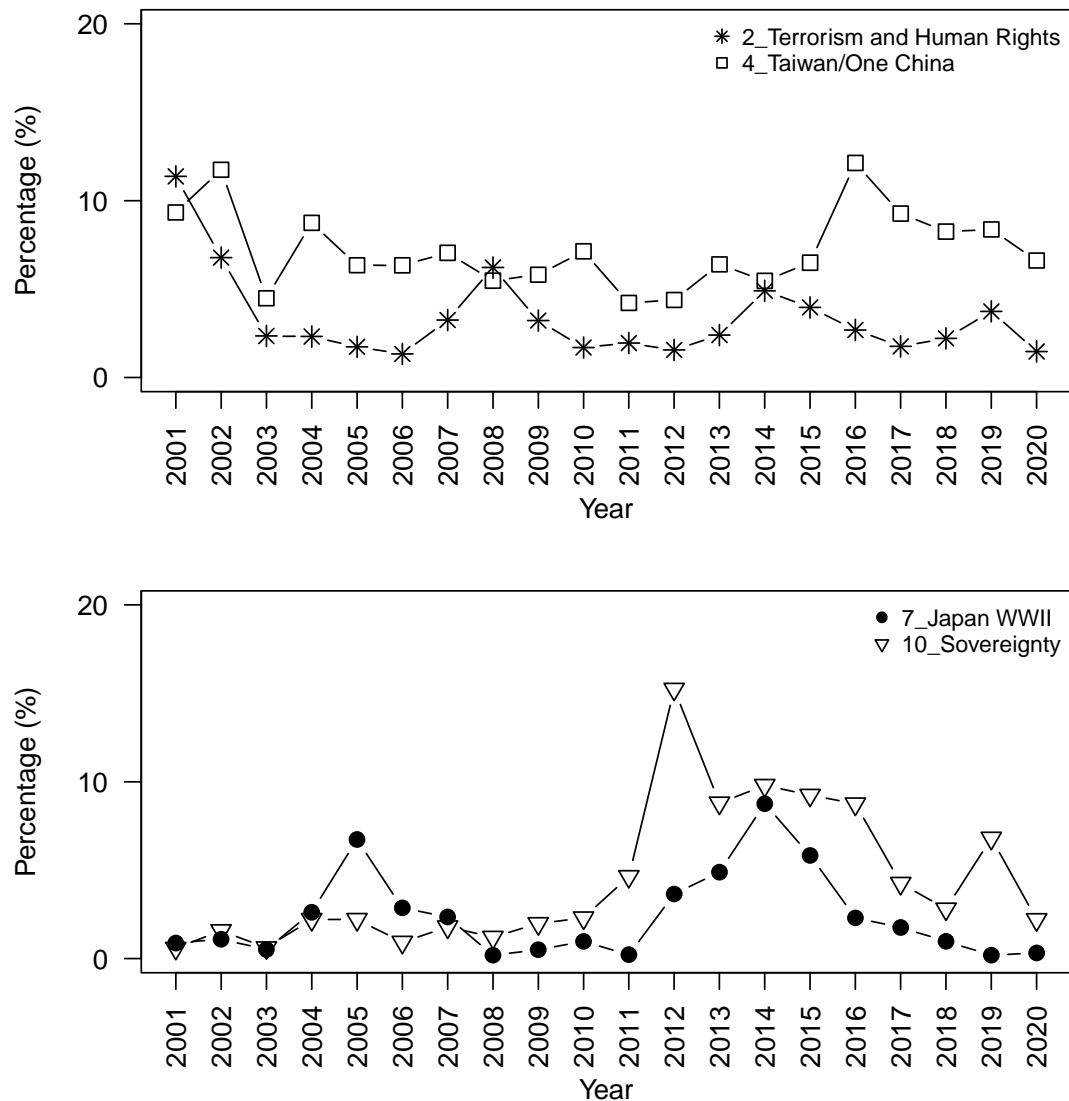 20
10
0
Percentage (%)
2_Terrorism and Human Rights
4_Taiwan/One China
2001 2002 2003 2004 2005 2006 2007 2008 2009 2010 2011 2012 2013 2014 2015 2016 2017 2018 2019 2020
Year
20
10
0
Percentage (%)
7_Japan WWII
10_Sovereignty
2001 2002 2003 2004 2005 2006 2007 2008 2009 2010 2011 2012 2013 2014 2015 2016 2017 2018 2019 2020
Year